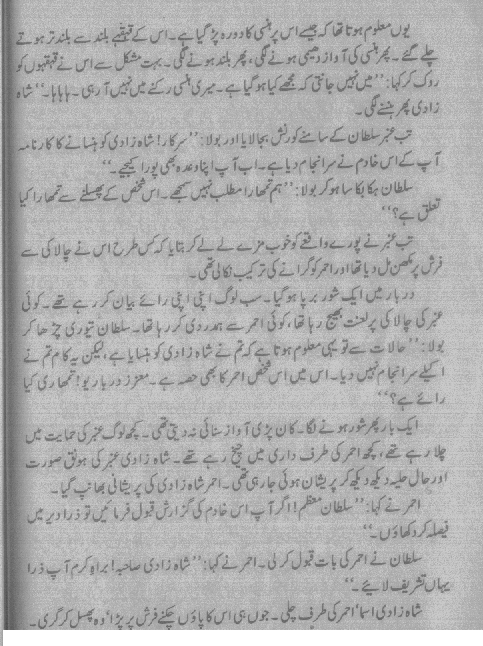 یوں معلوم ہوتا تھا کہ جیسے اس پر ہنسی کا دورہ پڑ گیا ہے۔ اس کے قہقہے بلند سے بلند تر ہوتے
چلے گئے۔ پھر ہنسی کی آواز دھیمی ہونے لگی، پھر بلند ہونے لگی۔ بہت مشکل سے اس نے قہقہوں کو
روک کر کہا: ”میں نہیں جانتی کہ مجھے کیا ہو گیا ہے۔ میری ہنسی رکنے میں نہیں آ رہی۔ ہاہاہا۔“ شاہ
زادی پھر ہنسنے لگی۔
تب عنبر سلطان کے سامنے کورنش بجا لایا اور بولا: ”سرکار! شاہ زادی کو ہنسانے کا کارنامہ
آپ کے اس خادم نے سرانجام دیا ہے۔ اب آپ اپنا وعدہ بھی پورا کیجیے۔“
سلطان ہکا بکا سا ہو کر بولا: ”ہم تمھارا مطلب نہیں سمجھے۔ اس شخص کے پھسلنے سے تمھارا کیا
تعلق ہے؟“
تب عنبر نے پورے واقعے کو خوب مزے لے لے کر بتایا کہ کس طرح اس نے چالاکی سے
فرش پر مکھن مل دیا تھا اور احمر کو گرانے کی ترکیب نکالی تھی۔
دربار میں ایک شور برپا ہو گیا۔ سب لوگ اپنی اپنی رائے بیان کر رہے تھے۔ کوئی
عنبر کی چالاکی پر لعنت بھیج رہا تھا، کوئی احمر سے ہمدردی کر رہا تھا۔ سلطان تیوری چڑھا کر
بولا: ”حالات سے تو یہی معلوم ہوتا ہے کہ تم نے شاہ زادی کو ہنسایا ہے، لیکن یہ کام تم نے
اکیلے سرانجام نہیں دیا۔ اس میں اس شخص احمر کا بھی حصہ ہے۔ معزز درباریو! تمھاری کیا
رائے ہے؟“
ایک بار پھر شور ہونے لگا۔ کان پڑی آواز سنائی نہ دیتی تھی۔ کچھ لوگ عنبر کی حمایت میں
چلا رہے تھے، کچھ احمر کی طرف داری میں چیخ رہے تھے۔ شاہ زادی عنبر کی ہونق صورت
اور حال حلیہ دیکھ دیکھ کر پریشان ہوئی جا رہی تھی۔ احمر شاہ زادی کی پریشانی بھانپ گیا۔
احمر نے کہا: ”سلطان معظم! اگر آپ اس خادم کی گزارش قبول فرمائیں تو ذرا دیر میں
فیصلہ کر دکھاؤں۔“
سلطان نے احمر کی بات قبول کر لی۔ احمر نے کہا: ”شاہ زادی صاحبہ! براہِ کرم آپ ذرا
یہاں تشریف لائیے۔“
شاہ زادی اسما، احمر کی طرف چلی۔ جوں ہی اس کا پاؤں چکنے فرش پر پڑا، وہ پھسل کر گری۔